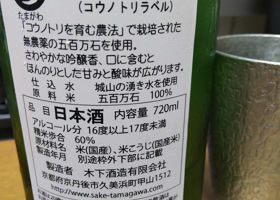 (コウノトリラベル)
たまがわ
「コウノトリを育む農法」で栽培された
無農薬の五百万石を使用。
さわやかな吟醸香、口に含むと
ほんのりとした甘みと酸味が広がります。
仕込水 城山の湧き水を使用
原料米 五百万石 100%
品目 日本酒 内容量 720ml
アルコール分 16度以上17度未満
精米歩合 60%
原材料名 米(国産)、米こうじ(国産米)
製造年月 別途枠外下部に記載
製造者 木下酒造有限会社
京都府京丹後市久美浜町甲山1512
www.sake-tamagawa.com